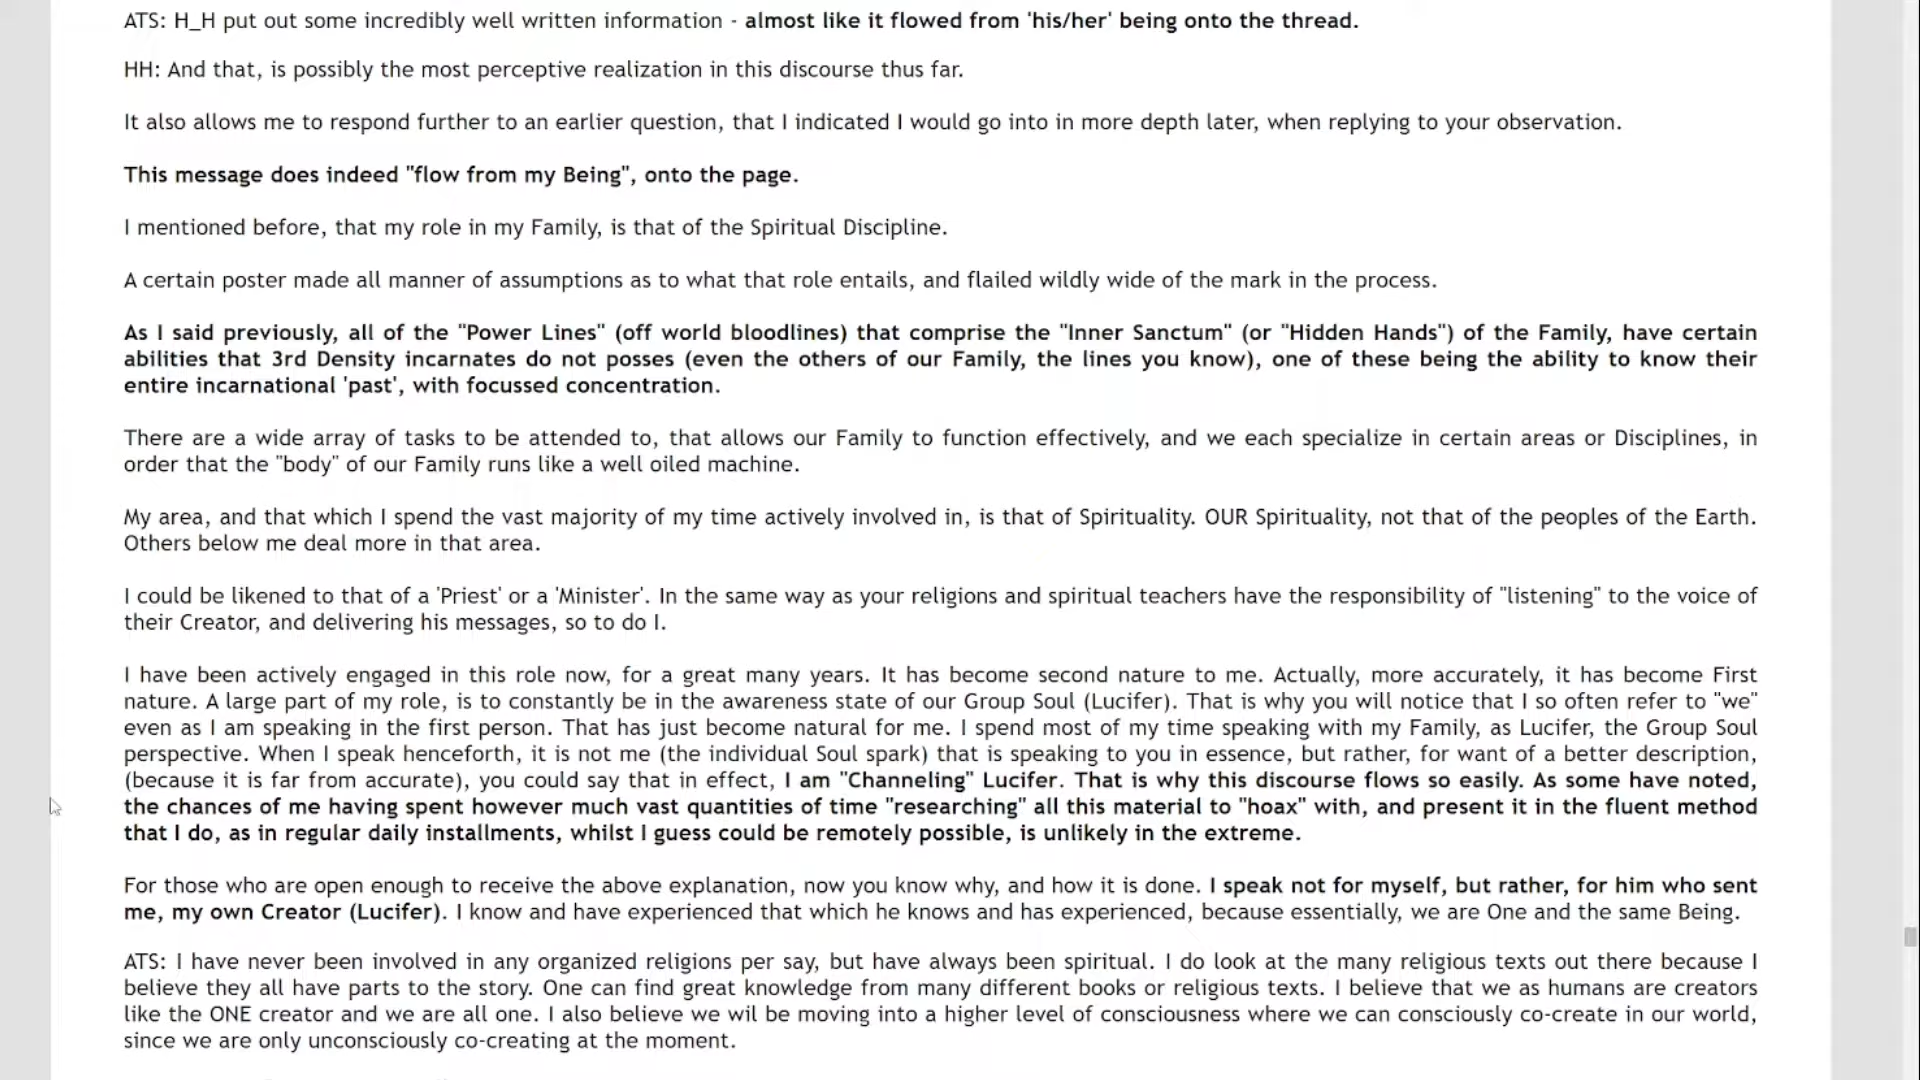 ATS: H_H put out some incredibly well written information - almost like it flowed from 'his/her' being onto the thread.
HH: And that, is possibly the most perceptive realization in this discourse thus far.
It also allows me to respond further to an earlier question, that I indicated I would go into in more depth later, when replying to your observation.
This message does indeed "flow from my Being", onto the page.
I mentioned before, that my role in my Family, is that of the Spiritual Discipline.
A certain poster made all manner of assumptions as to what that role entails, and flailed wildly wide of the mark in the process.
As I said previously, all of the "Power Lines" (off world bloodlines) that comprise the "Inner Sanctum" (or "Hidden Hands") of the Family, have certain
abilities that 3rd Density incarnates do not posses (even the others of our Family, the lines you know), one of these being the ability to know their
entire incarnational 'past', with focussed concentration.
There are a wide array of tasks to be attended to, that allows our Family to function effectively, and we each specialize in certain areas or Disciplines, in
order that the "body" of our Family runs like a well oiled machine.
My area, and that which I spend the vast majority of my time actively involved in, is that of Spirituality. OUR Spirituality, not that of the peoples of the Earth.
Others below me deal more in that area.
I could be likened to that of a 'Priest' or a 'Minister'. In the same way as your religions and spiritual teachers have the responsibility of "listening" to the voice of
their Creator, and delivering his messages, so to do I.
I have been actively engaged in this role now, for a great many years. It has become second nature to me. Actually, more accurately, it has become First
nature. A large part of my role, is to constantly be in the awareness state of our Group Soul (Lucifer). That is why you will notice that I so often refer to "we"
even as I am speaking in the first person. That has just become natural for me. I spend most of my time speaking with my Family, as Lucifer, the Group Soul
perspective. When I speak henceforth, it is not me (the individual Soul spark) that is speaking to you in essence, but rather, for want of a better description,
(because it is far from accurate), you could say that in effect, I am "Channeling" Lucifer. That is why this discourse flows so easily. As some have noted,
the chances of me having spent however much vast quantities of time "researching" all this material to "hoax" with, and present it in the fluent method
that I do, as in regular daily installments, whilst I guess could be remotely possible, is unlikely in the extreme.
For those who are open enough to receive the above explanation, now you know why, and how it is done. I speak not for myself, but rather, for him who sent
me, my own Creator (Lucifer). I know and have experienced that which he knows and has experienced, because essentially, we are One and the same Being.
ATS: I have never been involved in any organized religions per say, but have always been spiritual. I do look at the many religious texts out there because I
believe they all have parts to the story. One can find great knowledge from many different books or religious texts. I believe that we as humans are creators
like the ONE creator and we are all one. I also believe we wil be moving into a higher level of consciousness where we can consciously co-create in our world,
since we are only unconsciously co-creating at the moment.